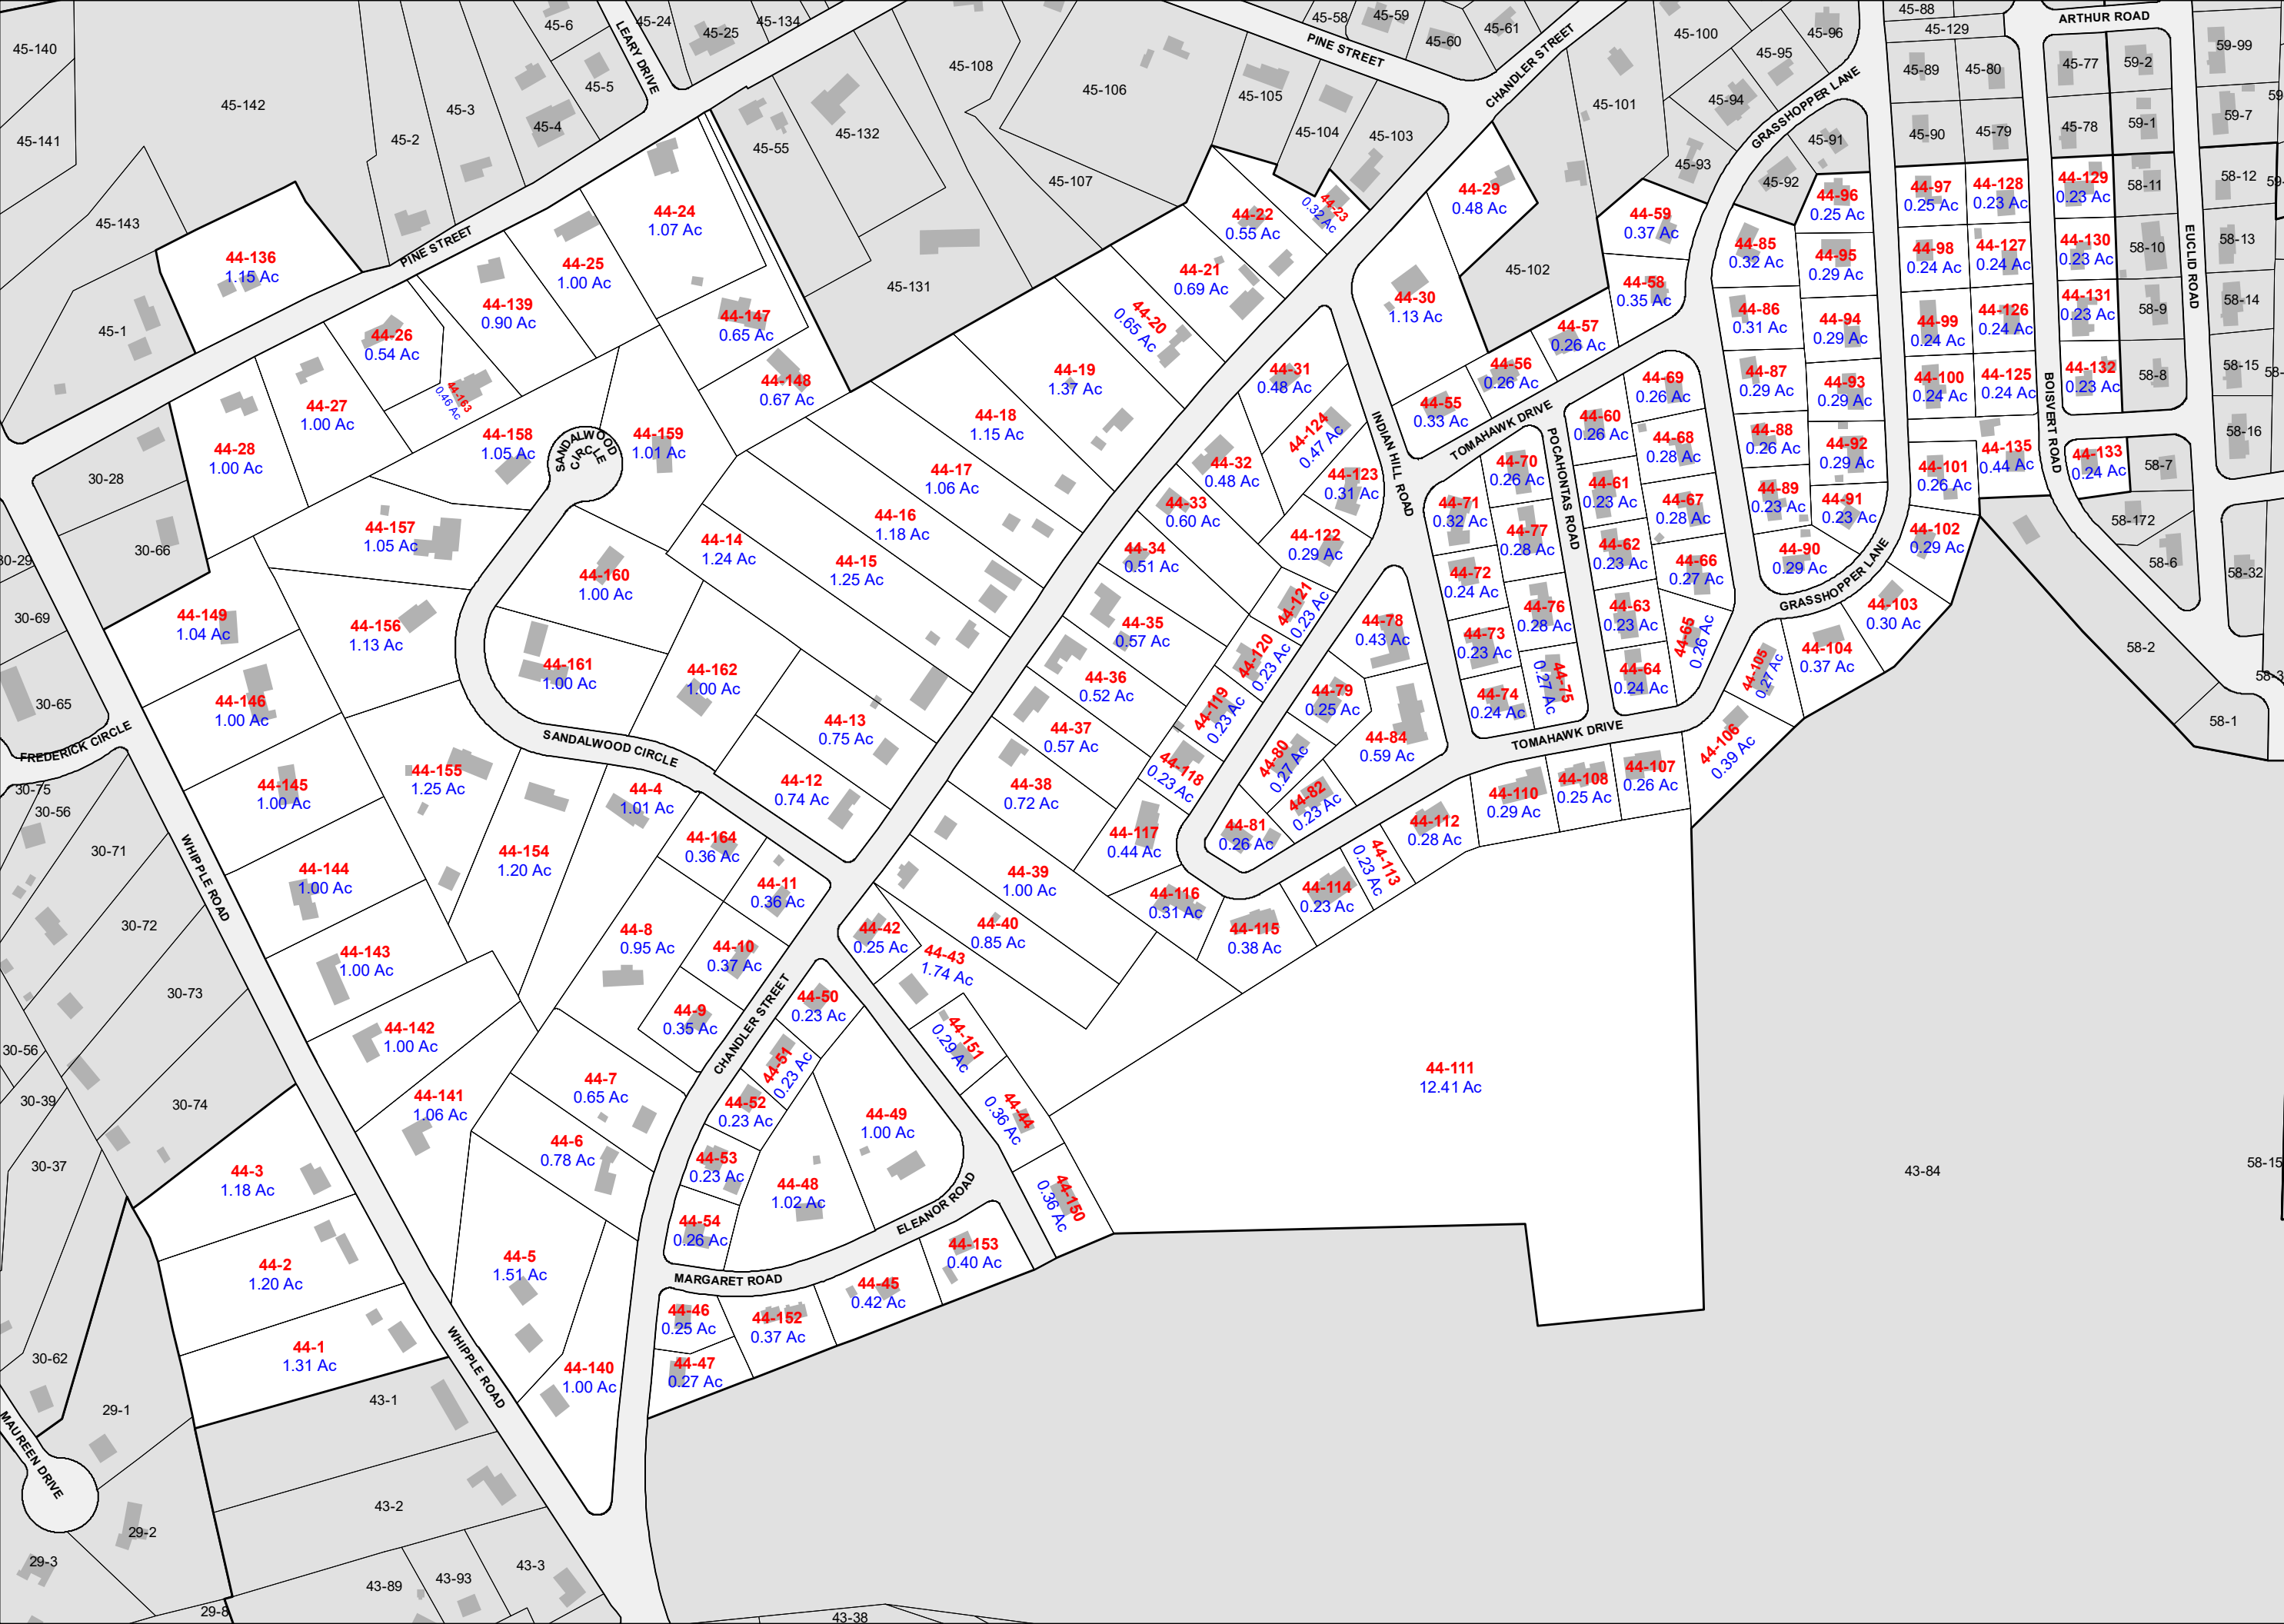 45-140
45-142
45-141
45-143
45-1
45-2
45-3
45-4
45-5
45-6
LEARY DRIVE
45-24
45-25
45-134
45-55
45-132
45-108
45-106
45-107
45-131
45-105
45-104
45-103
PINE STREET
45-58
45-59
45-60
45-61
CHANDLER STREET
45-100
45-101
45-102
45-93
45-94
45-95
45-96
45-91
45-92
GRASSHOPPER LANE
45-88
45-129
45-89
45-80
45-90
45-79
ARTHUR ROAD
45-77
59-2
45-78
59-1
59-99
59
59-7
58-12
59-
58-11
58-10
58-9
58-8
58-13
58-14
58-15
58-
58-16
58-7
58-172
58-6
58-32
58-2
58-3
58-1
EUCLID ROAD
BOISVERT ROAD
44-136
1.15 Ac
PINE STREET
44-24
1.07 Ac
44-25
1.00 Ac
44-139
0.90 Ac
44-26
0.54 Ac
44-163
0.46 Ac
44-27
1.00 Ac
44-28
1.00 Ac
44-147
0.65 Ac
44-148
0.67 Ac
44-158
1.05 Ac
44-159
1.01 Ac
SANDALWOOD
CIRCLE
44-157
1.05 Ac
44-156
1.13 Ac
44-160
1.00 Ac
44-161
1.00 Ac
44-162
1.00 Ac
44-149
1.04 Ac
44-146
1.00 Ac
44-145
1.00 Ac
44-144
1.00 Ac
44-143
1.00 Ac
44-142
1.00 Ac
44-141
1.06 Ac
44-155
1.25 Ac
44-154
1.20 Ac
SANDALWOOD CIRCLE
44-4
1.01 Ac
44-164
0.36 Ac
44-11
0.36 Ac
44-8
0.95 Ac
44-10
0.37 Ac
44-9
0.35 Ac
44-7
0.65 Ac
44-6
0.78 Ac
44-5
1.51 Ac
44-140
1.00 Ac
44-3
1.18 Ac
44-2
1.20 Ac
44-1
1.31 Ac
44-12
0.74 Ac
44-13
0.75 Ac
44-14
1.24 Ac
44-15
1.25 Ac
44-16
1.18 Ac
44-17
1.06 Ac
44-18
1.15 Ac
44-19
1.37 Ac
44-20
0.65 Ac
44-21
0.69 Ac
44-22
0.55 Ac
44-23
0.32 Ac
44-29
0.48 Ac
44-30
1.13 Ac
44-31
0.48 Ac
44-124
0.47 Ac
44-32
0.48 Ac
44-123
0.31 Ac
44-33
0.60 Ac
44-122
0.29 Ac
44-34
0.51 Ac
44-121
0.23 Ac
44-35
0.57 Ac
44-120
0.23 Ac
44-36
0.52 Ac
44-119
0.23 Ac
44-37
0.57 Ac
44-118
0.23 Ac
44-38
0.72 Ac
44-117
0.44 Ac
44-39
1.00 Ac
44-116
0.31 Ac
44-40
0.85 Ac
44-42
0.25 Ac
44-43
1.74 Ac
44-115
0.38 Ac
44-114
0.23 Ac
44-113
0.23 Ac
44-112
0.28 Ac
44-110
0.29 Ac
44-108
0.25 Ac
44-107
0.26 Ac
44-106
0.39 Ac
44-105
0.27 Ac
44-104
0.37 Ac
44-103
0.30 Ac
44-102
0.29 Ac
44-101
0.26 Ac
44-135
0.44 Ac
44-133
0.24 Ac
44-59
0.37 Ac
44-58
0.35 Ac
44-57
0.26 Ac
44-56
0.26 Ac
44-55
0.33 Ac
INDIAN HILL ROAD
TOMAHAWK DRIVE
POCAHONTAS ROAD
44-69
0.26 Ac
44-60
0.26 Ac
44-68
0.28 Ac
44-61
0.23 Ac
44-67
0.28 Ac
44-62
0.23 Ac
44-66
0.27 Ac
44-63
0.23 Ac
44-65
0.26 Ac
44-64
0.24 Ac
44-70
0.26 Ac
44-71
0.32 Ac
44-77
0.28 Ac
44-72
0.24 Ac
44-76
0.28 Ac
44-73
0.23 Ac
44-75
0.27 Ac
44-74
0.24 Ac
TOMAHAWK DRIVE
44-78
0.43 Ac
44-79
0.25 Ac
44-84
0.59 Ac
44-80
0.27 Ac
44-82
0.23 Ac
44-81
0.26 Ac
44-85
0.32 Ac
44-86
0.31 Ac
44-87
0.29 Ac
44-88
0.26 Ac
44-89
0.23 Ac
44-90
0.29 Ac
44-91
0.23 Ac
44-92
0.29 Ac
44-93
0.29 Ac
44-94
0.29 Ac
44-95
0.29 Ac
44-96
0.25 Ac
GRASSHOPPER LANE
44-97
0.25 Ac
44-128
0.23 Ac
44-98
0.24 Ac
44-127
0.24 Ac
44-99
0.24 Ac
44-126
0.24 Ac
44-100
0.24 Ac
44-125
0.24 Ac
44-129
0.23 Ac
44-130
0.23 Ac
44-131
0.23 Ac
44-132
0.23 Ac
44-111
12.41 Ac
43-84
58-15
CHANDLER STREET
44-50
0.23 Ac
44-51
0.23 Ac
44-52
0.23 Ac
44-53
0.23 Ac
44-54
0.26 Ac
44-49
1.00 Ac
44-48
1.02 Ac
44-151
0.29 Ac
44-44
0.36 Ac
44-150
0.36 Ac
ELEANOR ROAD
MARGARET ROAD
44-153
0.40 Ac
44-45
0.42 Ac
44-152
0.37 Ac
44-46
0.25 Ac
44-47
0.27 Ac
30-28
30-66
30-29
30-69
30-65
FREDERICK CIRCLE
30-75
30-56
30-71
30-72
30-73
30-74
30-56
30-39
30-37
30-62
WHIPPLE ROAD
WHIPPLE ROAD
MAUREEN DRIVE
29-1
29-2
29-3
29-8
43-1
43-2
43-3
43-89
43-93
43-38